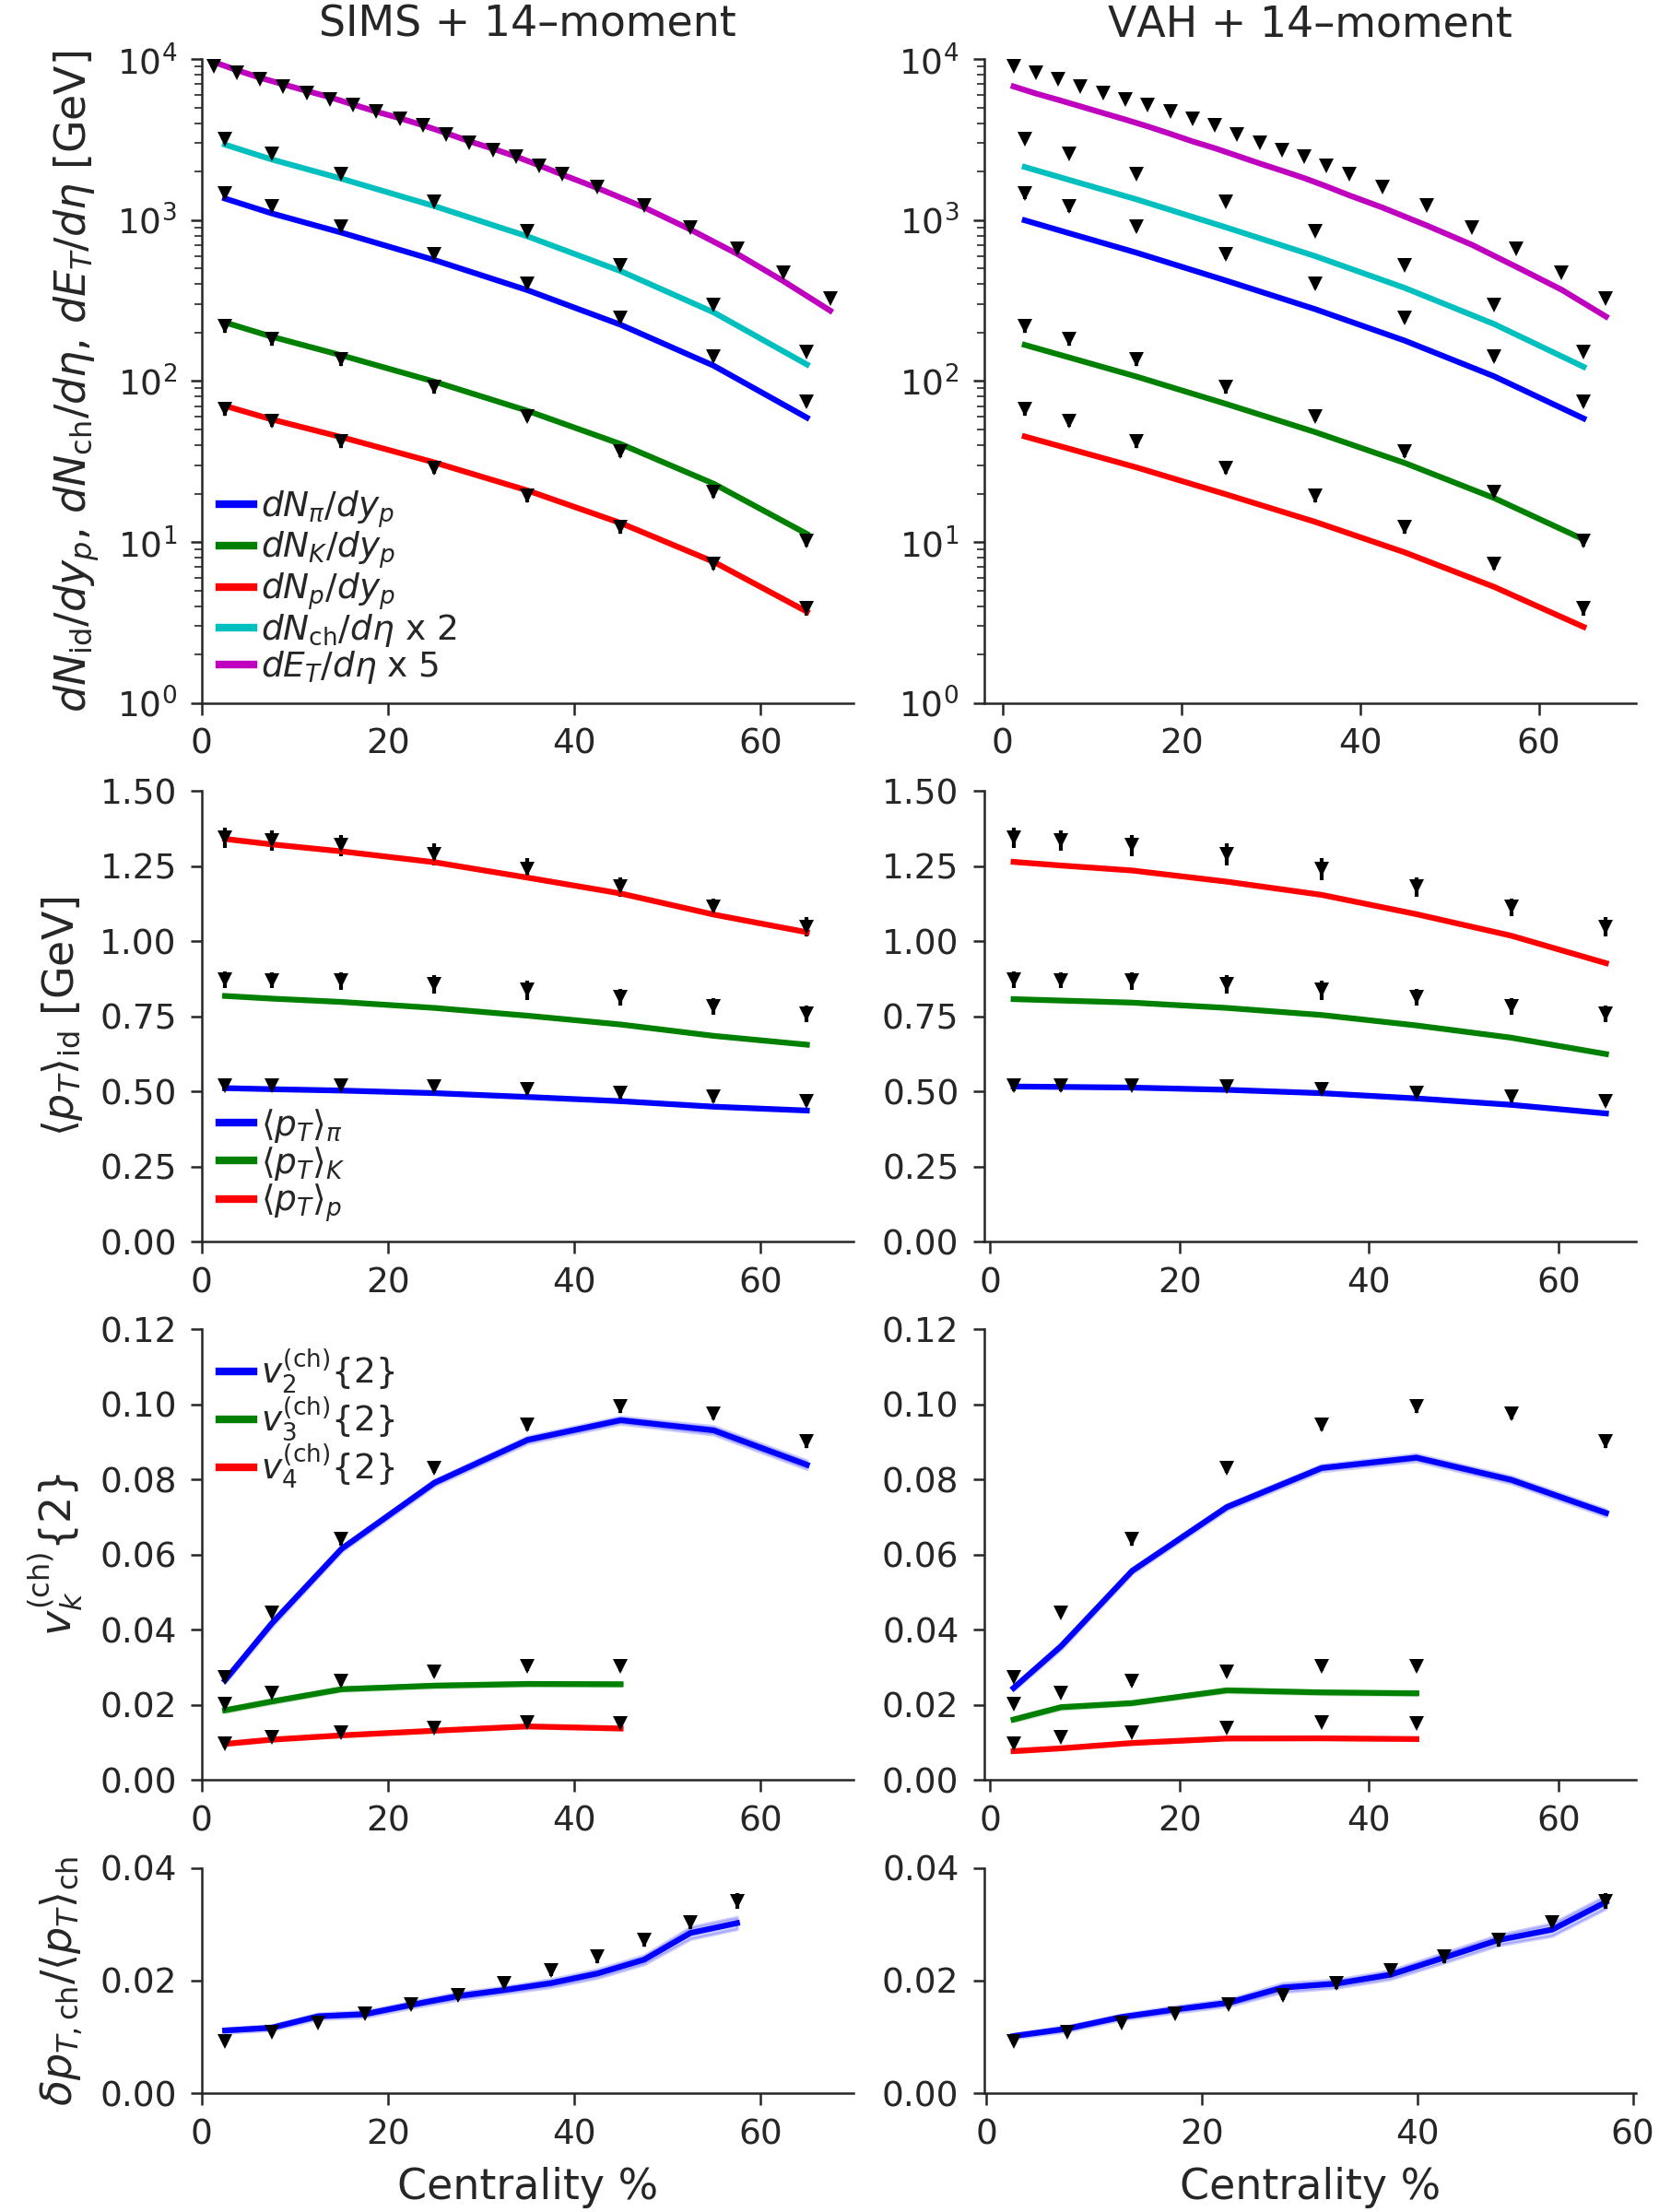 SIMS + 14–moment
VAH + 14–moment
dN_id/dy_p, dN_ch/dη, dE_T/dη [GeV]
10^4
10^3
10^2
10^1
10^0
dN_π/dy_p
dN_K/dy_p
dN_p/dy_p
dN_ch/dη x 2
dE_T/dη x 5
0 20 40 60
10^4
10^3
10^2
10^1
10^0
0 20 40 60
⟨p_T⟩_id [GeV]
1.50
1.25
1.00
0.75
0.50
0.25
0.00
⟨p_T⟩_π
⟨p_T⟩_K
⟨p_T⟩_p
0 20 40 60
1.50
1.25
1.00
0.75
0.50
0.25
0.00
0 20 40 60
v_k^(ch){2}
0.12
0.10
0.08
0.06
0.04
0.02
0.00
v_2^(ch){2}
v_3^(ch){2}
v_4^(ch){2}
0 20 40 60
0.12
0.10
0.08
0.06
0.04
0.02
0.00
0 20 40 60
δp_T,ch/⟨p_T⟩_ch
0.04
0.02
0.00
0 20 40 60
Centrality %
0.04
0.02
0.00
0 20 40 60
Centrality %